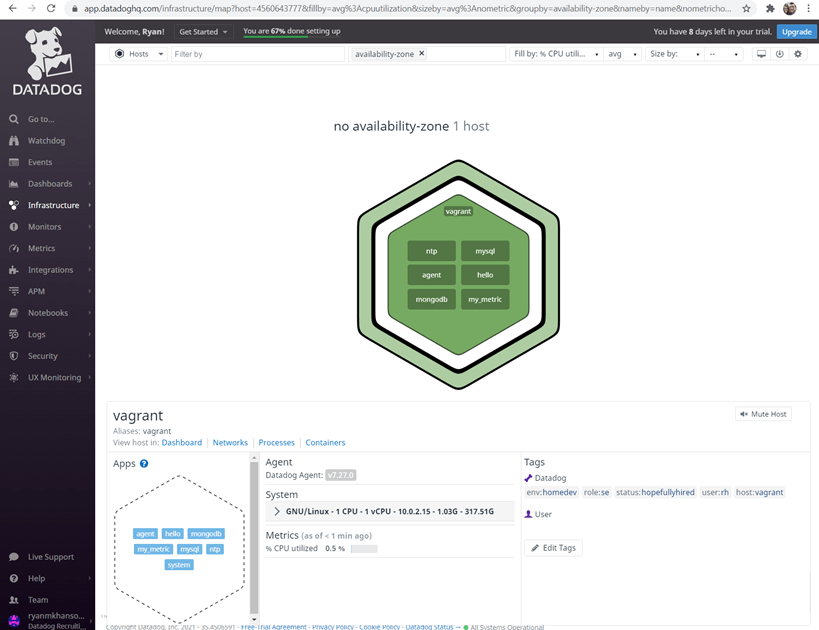 app.datadoghq.com/infrastructure/map?host=4560643777&fillby=avg%3Acpuutilization&sizeby=avg%3Anometric&groupby=availability-zone&nameby=name&nometricho...
DATADOG
Welcome, Ryan! Get Started You are 67% done setting up You have 8 days left in your trial. Upgrade
Hosts Filter by availability-zone × Fill by: % CPU utiliz... avg Size by: --
Go to...
Watchdog
Events
Dashboards
Infrastructure
Monitors
Metrics
Integrations
APM
Notebooks
Logs
Security
UX Monitoring
Live Support
Help
Team
ryanmkhanso...
Datadog Recruiti...
no availability-zone 1 host
vagrant
ntp mysql
agent hello
mongodb my_metric
vagrant Mute Host
Aliases: vagrant
View host in: Dashboard | Networks | Processes | Containers
Apps ?
agent hello mongodb
my_metric mysql ntp
system
Agent
Datadog Agent: v7.27.0
System
GNU/Linux - 1 CPU - 1 vCPU - 10.0.2.15 - 1.03G - 317.51G
Metrics (as of < 1 min ago)
% CPU utilized 0.5 %
Tags
Datadog
env:homedev role:se status:hopefullyhired user:rh host:vagrant
User
Edit Tags
Copyright Datadog, Inc. 2021 - 35.4506591 - Free Trial Agreement - Privacy Policy - Cookie Policy - Datadog Status → All Systems Operational